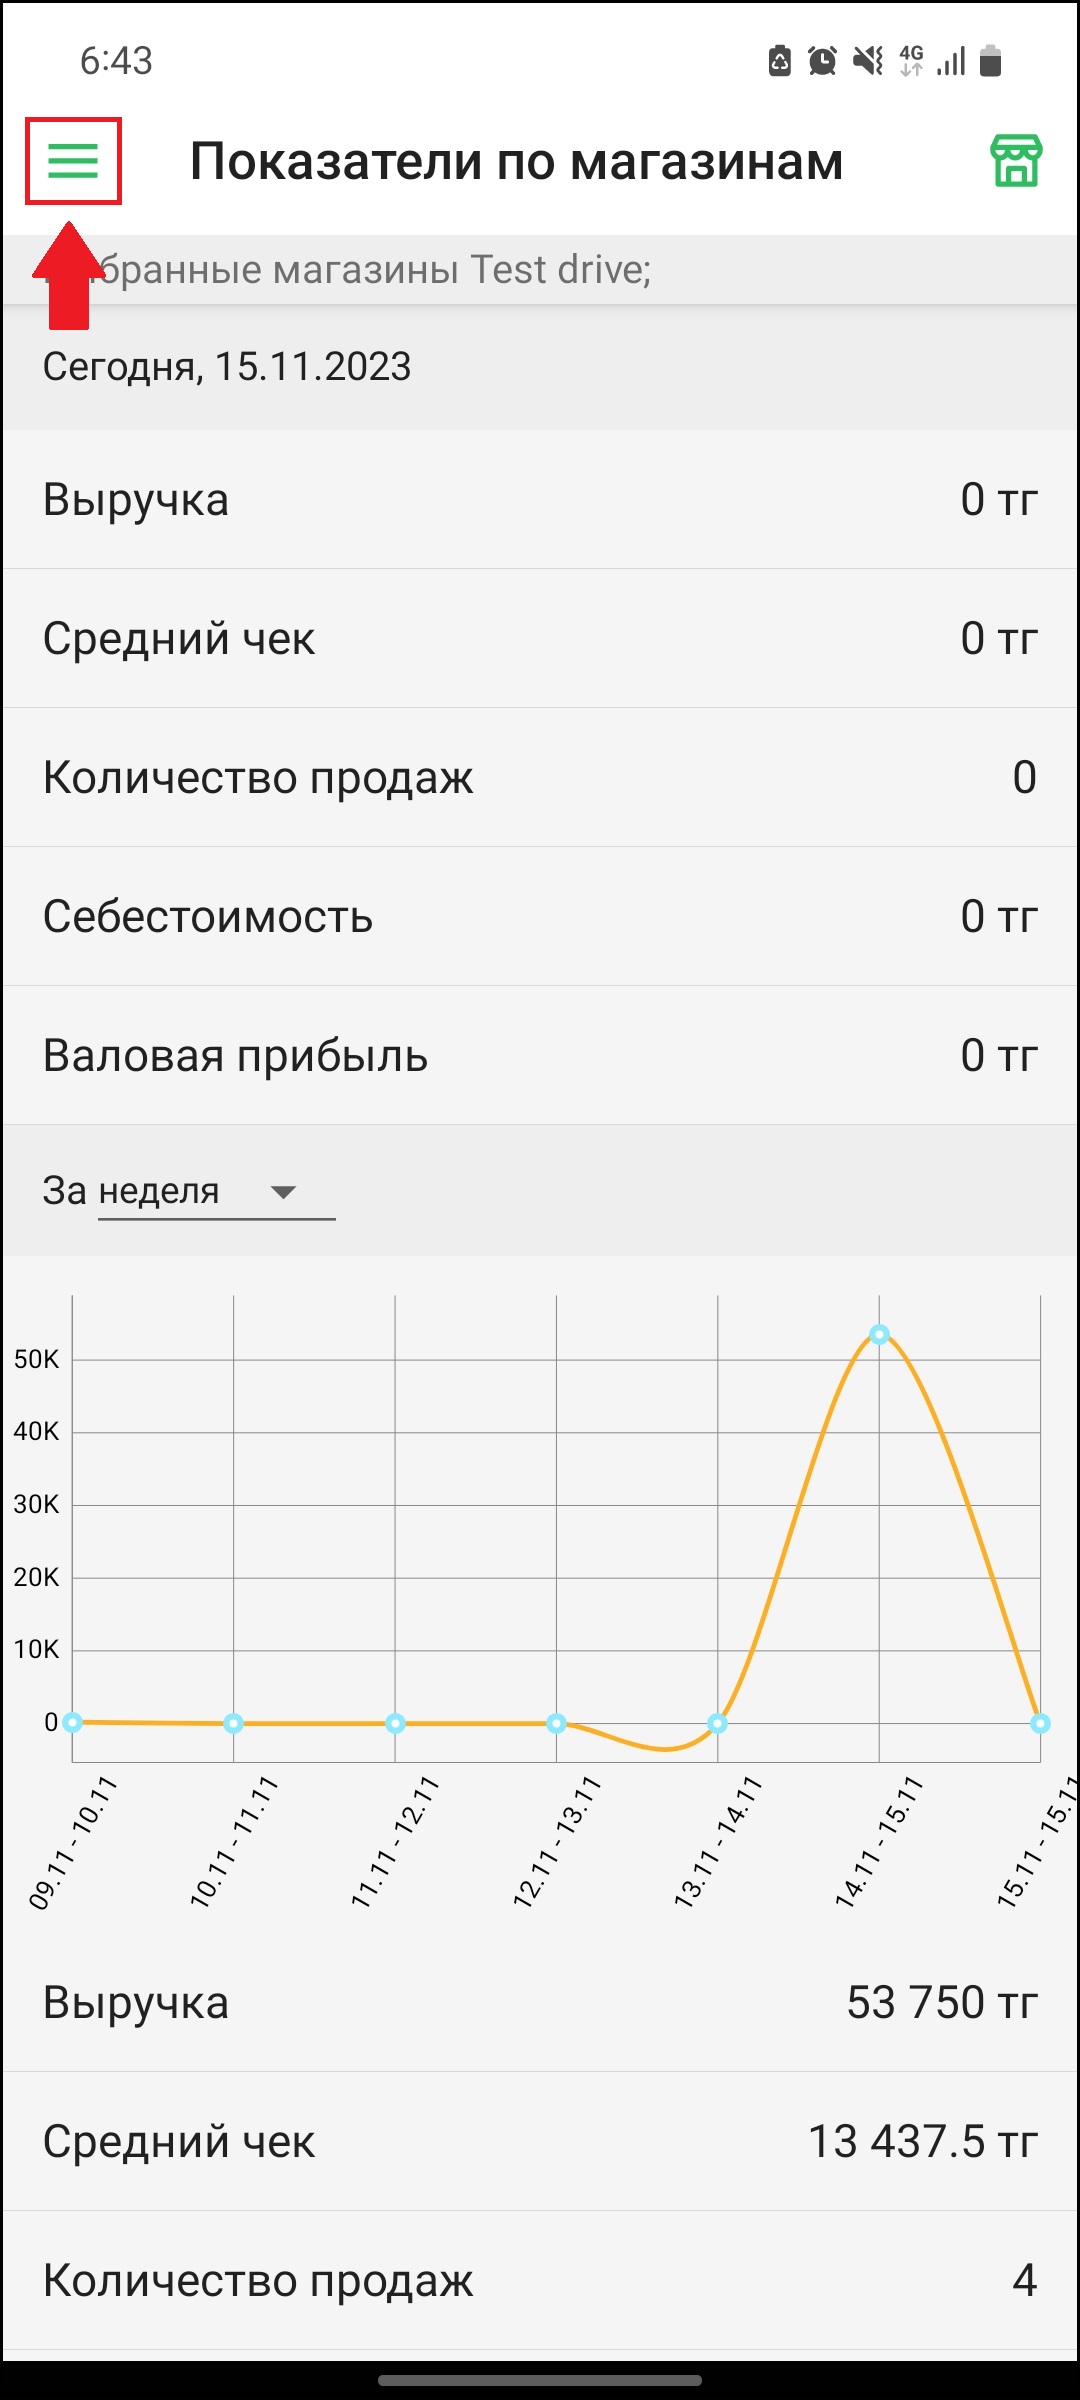 6:43
4G
Показатели по магазинам
бранные магазины Test drive;
Сегодня, 15.11.2023
Выручка 0 тг
Средний чек 0 тг
Количество продаж 0
Себестоимость 0 тг
Валовая прибыль 0 тг
За неделя
50K
40K
30K
20K
10K
0
09.11 - 10.11
10.11 - 11.11
11.11 - 12.11
12.11 - 13.11
13.11 - 14.11
14.11 - 15.11
15.11 - 15.11
Выручка 53 750 тг
Средний чек 13 437.5 тг
Количество продаж 4